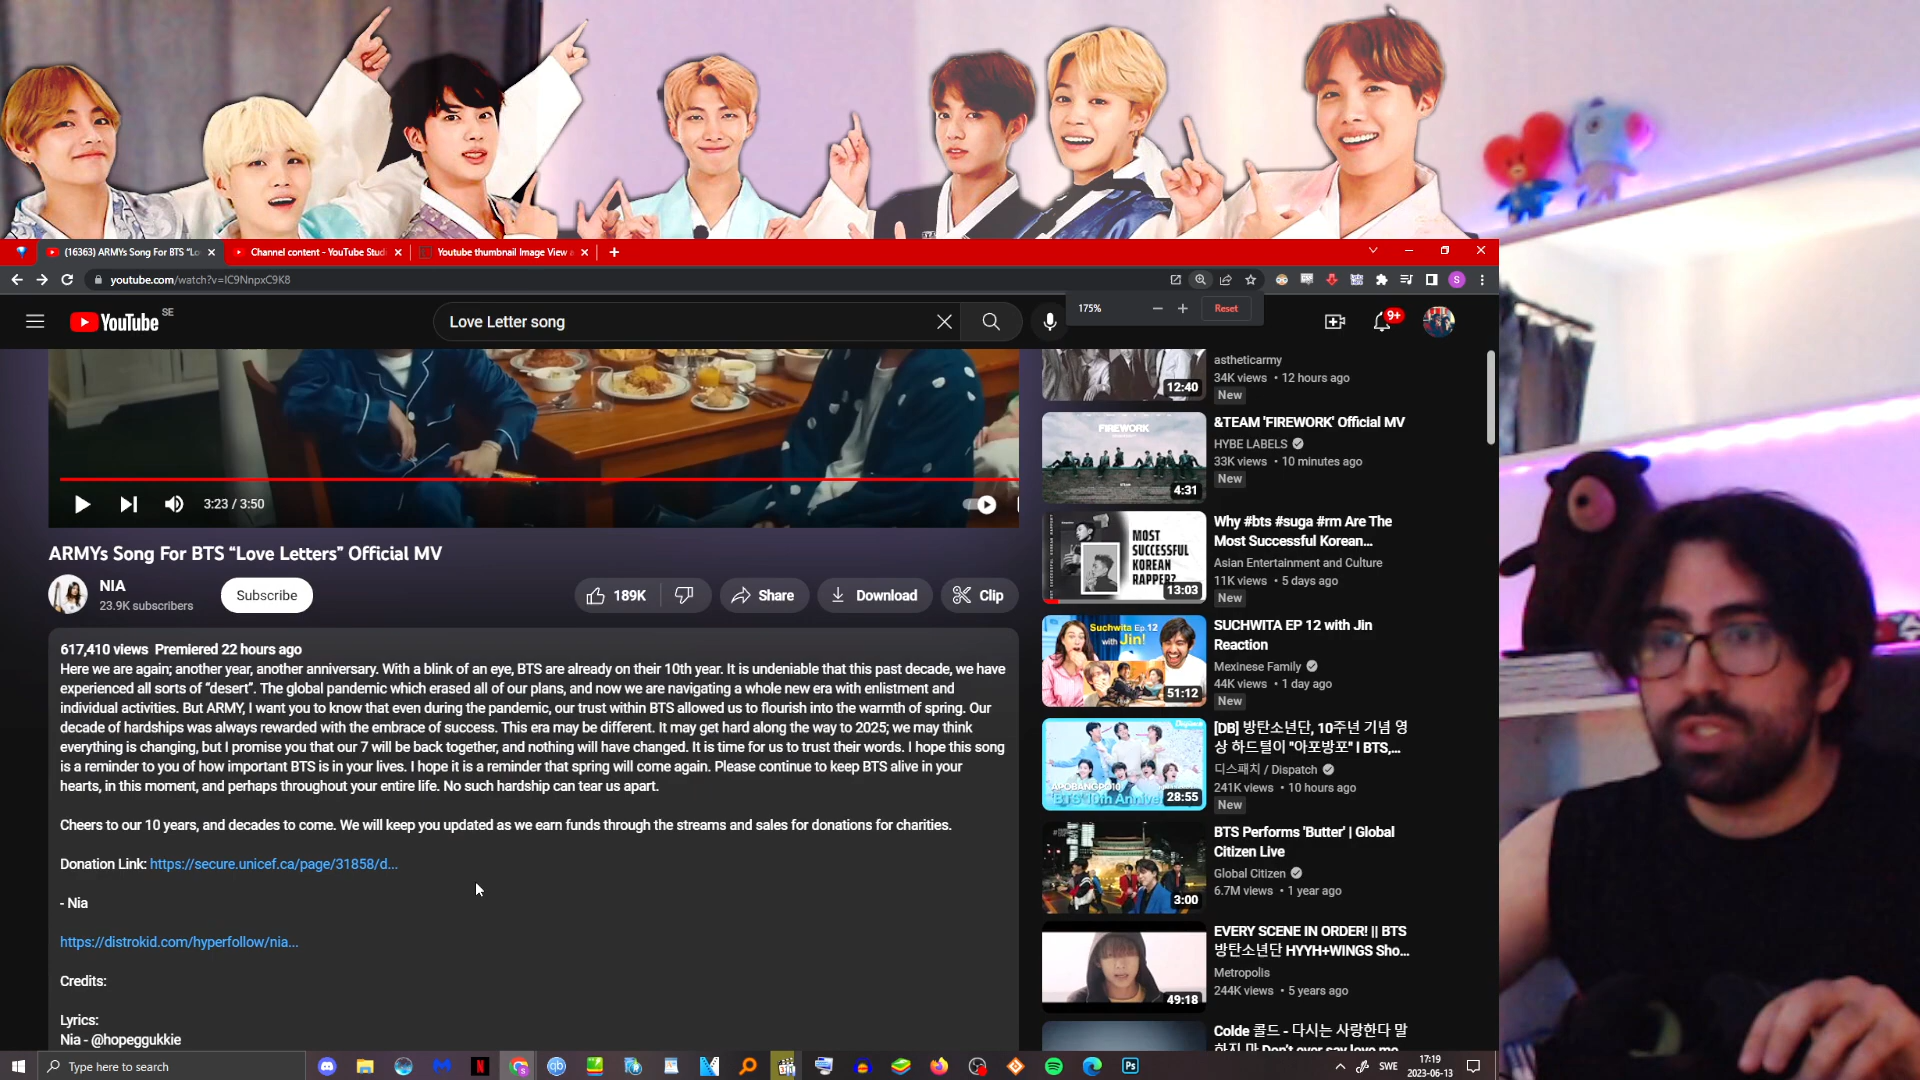 (16363) ARMYs Song For BTS “Lo
Channel content - YouTube Studi
Youtube thumbnail Image View a
youtube.com/watch?v=IC9NnpxC9K8
175%
Reset
YouTube SE
Love Letter song
9+
S
3:23 / 3:50
ARMYs Song For BTS “Love Letters” Official MV
NIA
23.9K subscribers
Subscribe
189K
Share
Download
Clip
617,410 views Premiered 22 hours ago
Here we are again; another year, another anniversary. With a blink of an eye, BTS are already on their 10th year. It is undeniable that this past decade, we have
experienced all sorts of “desert”. The global pandemic which erased all of our plans, and now we are navigating a whole new era with enlistment and
individual activities. But ARMY, I want you to know that even during the pandemic, our trust within BTS allowed us to flourish into the warmth of spring. Our
decade of hardships was always rewarded with the embrace of success. This era may be different. It may get hard along the way to 2025; we may think
everything is changing, but I promise you that our 7 will be back together, and nothing will have changed. It is time for us to trust their words. I hope this song
is a reminder to you of how important BTS is in your lives. I hope it is a reminder that spring will come again. Please continue to keep BTS alive in your
hearts, in this moment, and perhaps throughout your entire life. No such hardship can tear us apart.
Cheers to our 10 years, and decades to come. We will keep you updated as we earn funds through the streams and sales for donations for charities.
Donation Link: https://secure.unicef.ca/page/31858/d...
- Nia
https://distrokid.com/hyperfollow/nia...
Credits:
Lyrics:
Nia - @hopeggukkie
12:40
astheticarmy
34K views • 12 hours ago
New
FIREWORK
4:31
&TEAM 'FIREWORK' Official MV
HYBE LABELS
33K views • 10 minutes ago
New
MOST
SUCCESSFUL
KOREAN
RAPPER?
13:03
Why #bts #suga #rm Are The
Most Successful Korean...
Asian Entertainment and Culture
11K views • 5 days ago
New
Suchwita Ep.12
with Jin!
51:12
SUCHWITA EP 12 with Jin
Reaction
Mexinese Family
44K views • 1 day ago
New
Dispatch
APOBANGPO10
'BTS'10th Annive
28:55
[DB] 방탄소년단, 10주년 기념 영
상 하드털이 "아포방포" l BTS,...
디스패치 / Dispatch
241K views • 10 hours ago
New
3:00
BTS Performs 'Butter' | Global
Citizen Live
Global Citizen
6.7M views • 1 year ago
49:18
EVERY SCENE IN ORDER! || BTS
방탄소년단 HYYH+WINGS Sho...
Metropolis
244K views • 5 years ago
Colde 콜드 - 다시는 사랑한다 말
하지 마 Don't ever say love me
Type here to search
SWE
17:19
2023-06-13